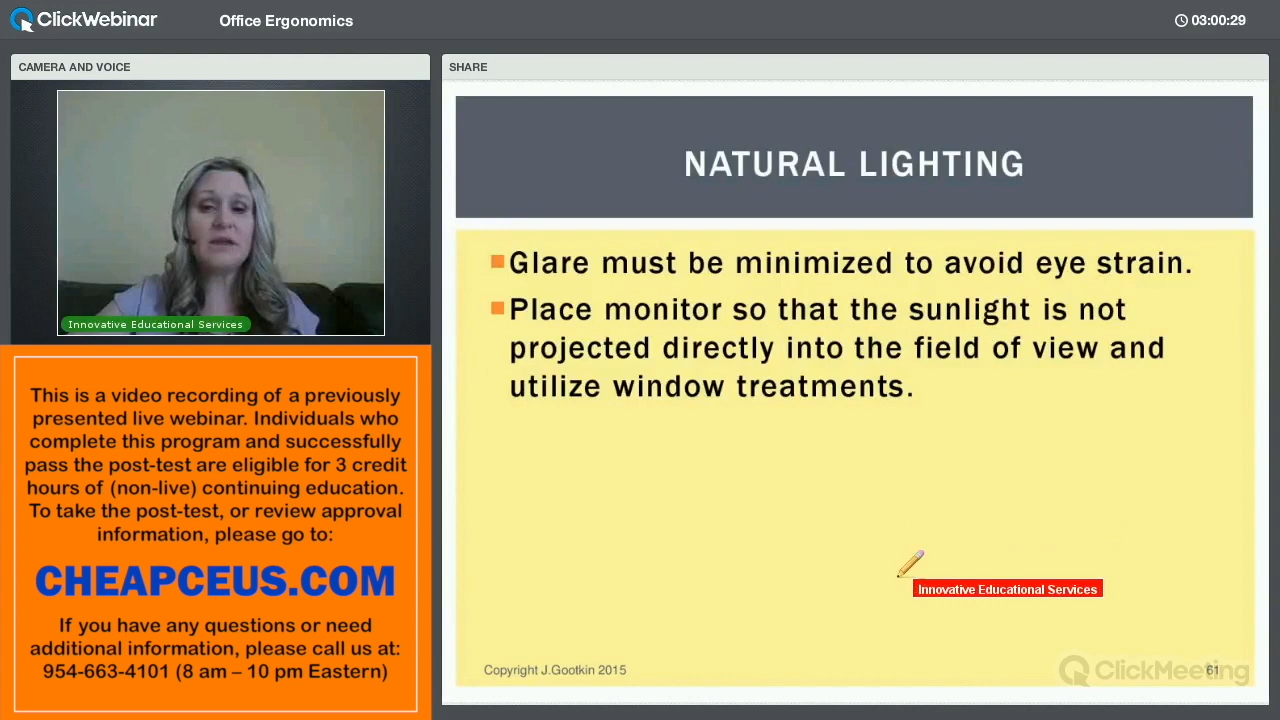 ClickWebinar
Office Ergonomics
03:00:29
CAMERA AND VOICE
Innovative Educational Services
This is a video recording of a previously
presented live webinar. Individuals who
complete this program and successfully
pass the post-test are eligible for 3 credit
hours of (non-live) continuing education.
To take the post-test, or review approval
information, please go to:
CHEAPCEUS.COM
If you have any questions or need
additional information, please call us at:
954-663-4101 (8 am – 10 pm Eastern)
SHARE
NATURAL LIGHTING
Glare must be minimized to avoid eye strain.
Place monitor so that the sunlight is not
projected directly into the field of view and
utilize window treatments.
Innovative Educational Services
Copyright J.Gootkin 2015
61
ClickMeeting